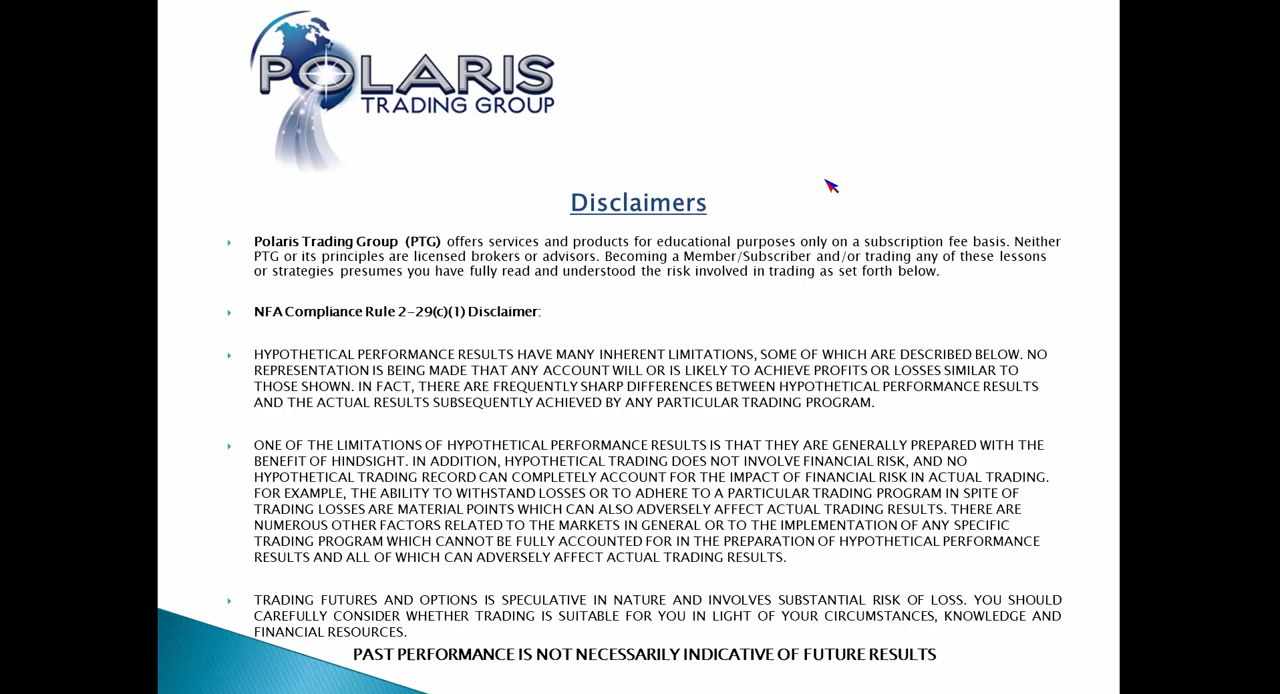 POLARIS
TRADING GROUP
Disclaimers
Polaris Trading Group (PTG) offers services and products for educational purposes only on a subscription fee basis. Neither
PTG or its principles are licensed brokers or advisors. Becoming a Member/Subscriber and/or trading any of these lessons
or strategies presumes you have fully read and understood the risk involved in trading as set forth below.
NFA Compliance Rule 2-29(c)(1) Disclaimer:
HYPOTHETICAL PERFORMANCE RESULTS HAVE MANY INHERENT LIMITATIONS, SOME OF WHICH ARE DESCRIBED BELOW. NO
REPRESENTATION IS BEING MADE THAT ANY ACCOUNT WILL OR IS LIKELY TO ACHIEVE PROFITS OR LOSSES SIMILAR TO
THOSE SHOWN. IN FACT, THERE ARE FREQUENTLY SHARP DIFFERENCES BETWEEN HYPOTHETICAL PERFORMANCE RESULTS
AND THE ACTUAL RESULTS SUBSEQUENTLY ACHIEVED BY ANY PARTICULAR TRADING PROGRAM.
ONE OF THE LIMITATIONS OF HYPOTHETICAL PERFORMANCE RESULTS IS THAT THEY ARE GENERALLY PREPARED WITH THE
BENEFIT OF HINDSIGHT. IN ADDITION, HYPOTHETICAL TRADING DOES NOT INVOLVE FINANCIAL RISK, AND NO
HYPOTHETICAL TRADING RECORD CAN COMPLETELY ACCOUNT FOR THE IMPACT OF FINANCIAL RISK IN ACTUAL TRADING.
FOR EXAMPLE, THE ABILITY TO WITHSTAND LOSSES OR TO ADHERE TO A PARTICULAR TRADING PROGRAM IN SPITE OF
TRADING LOSSES ARE MATERIAL POINTS WHICH CAN ALSO ADVERSELY AFFECT ACTUAL TRADING RESULTS. THERE ARE
NUMEROUS OTHER FACTORS RELATED TO THE MARKETS IN GENERAL OR TO THE IMPLEMENTATION OF ANY SPECIFIC
TRADING PROGRAM WHICH CANNOT BE FULLY ACCOUNTED FOR IN THE PREPARATION OF HYPOTHETICAL PERFORMANCE
RESULTS AND ALL OF WHICH CAN ADVERSELY AFFECT ACTUAL TRADING RESULTS.
TRADING FUTURES AND OPTIONS IS SPECULATIVE IN NATURE AND INVOLVES SUBSTANTIAL RISK OF LOSS. YOU SHOULD
CAREFULLY CONSIDER WHETHER TRADING IS SUITABLE FOR YOU IN LIGHT OF YOUR CIRCUMSTANCES, KNOWLEDGE AND
FINANCIAL RESOURCES.
PAST PERFORMANCE IS NOT NECESSARILY INDICATIVE OF FUTURE RESULTS